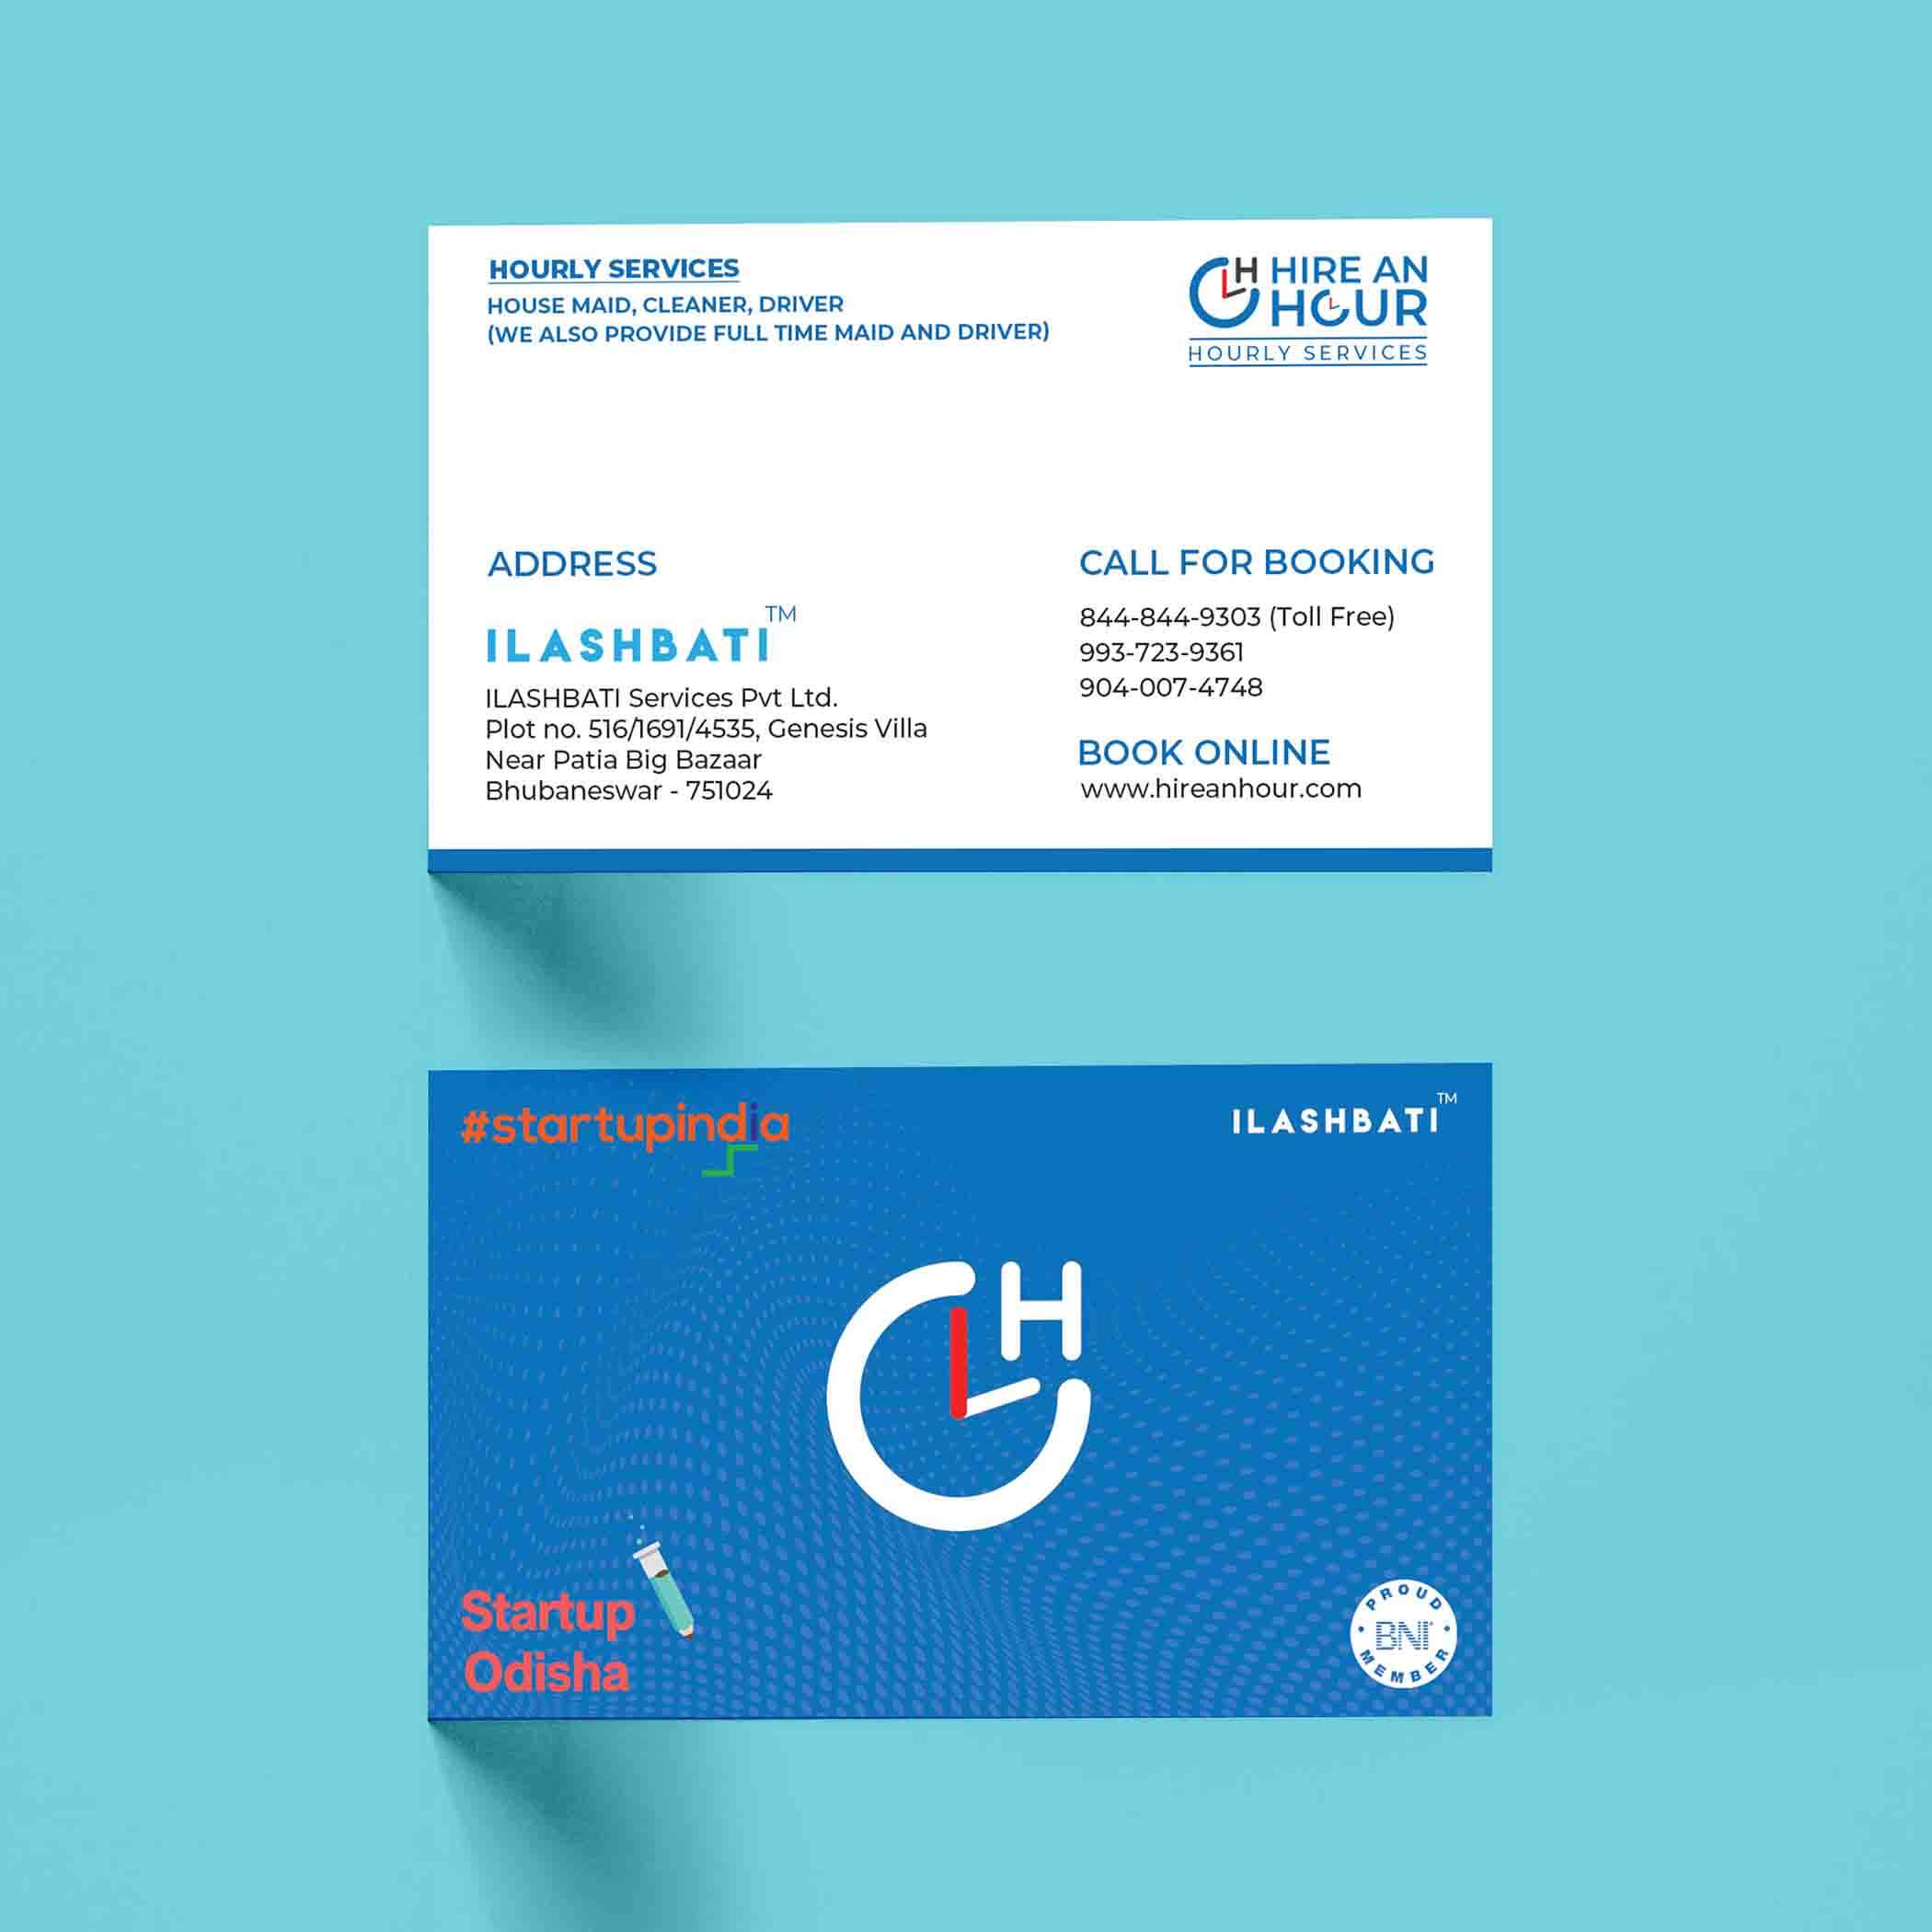 HOURLY SERVICES
HOUSE MAID, CLEANER, DRIVER
(WE ALSO PROVIDE FULL TIME MAID AND DRIVER)
H HIRE AN
HOUR
HOURLY SERVICES
ADDRESS
ILASHBATI™
ILASHBATI Services Pvt Ltd.
Plot no. 516/1691/4535, Genesis Villa
Near Patia Big Bazaar
Bhubaneswar - 751024
CALL FOR BOOKING
844-844-9303 (Toll Free)
993-723-9361
904-007-4748
BOOK ONLINE
www.hireanhour.com
#startupindia
ILASHBATI™
H
Startup
Odisha
PROUD
BNI®
MEMBER